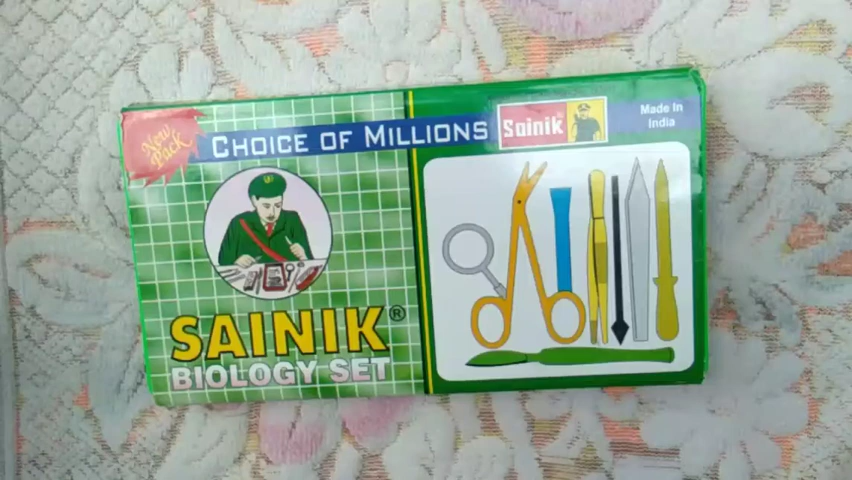 New
Pack
CHOICE OF MILLIONS
Sainik
Made In
India
SAINIK®
BIOLOGY SET